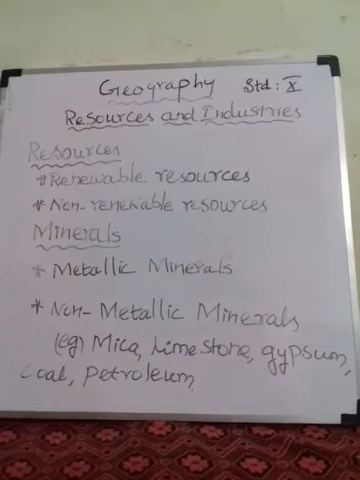 Geography Std: X
Resources and Industries
Resources
* Renewable resources
* Non-renewable resources
Minerals
* Metallic Minerals
* Non-Metallic Minerals
(eg) Mica, Lime stone, gypsum,
Coal, Petroleum.